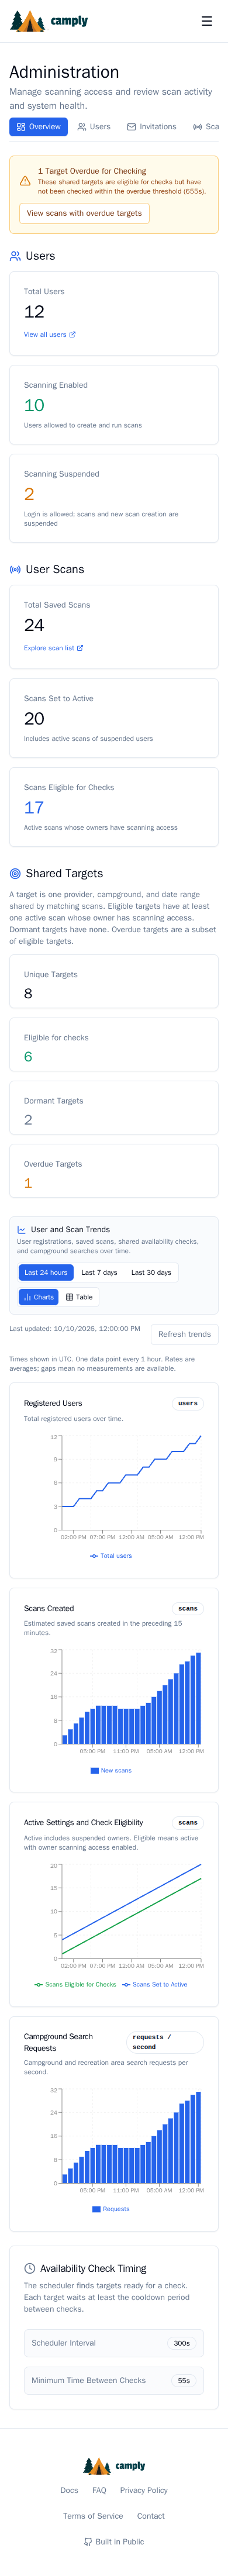 camply
Administration
Manage scanning access and review scan activity
and system health.
Overview Users Invitations Sca
1 Target Overdue for Checking
These shared targets are eligible for checks but have
not been checked within the overdue threshold (655s).
View scans with overdue targets
Users
Total Users
12
View all users
Scanning Enabled
10
Users allowed to create and run scans
Scanning Suspended
2
Login is allowed; scans and new scan creation are
suspended
User Scans
Total Saved Scans
24
Explore scan list
Scans Set to Active
20
Includes active scans of suspended users
Scans Eligible for Checks
17
Active scans whose owners have scanning access
Shared Targets
A target is one provider, campground, and date range
shared by matching scans. Eligible targets have at least
one active scan whose owner has scanning access.
Dormant targets have none. Overdue targets are a subset
of eligible targets.
Unique Targets
8
Eligible for checks
6
Dormant Targets
2
Overdue Targets
1
User and Scan Trends
User registrations, saved scans, shared availability checks,
and campground searches over time.
Last 24 hours Last 7 days Last 30 days
Charts Table
Last updated: 10/10/2026, 12:00:00 PM
Refresh trends
Times shown in UTC. One data point every 1 hour. Rates are
averages; gaps mean no measurements are available.
Registered Users users
Total registered users over time.
12
9
6
3
0
02:00 PM 07:00 PM 12:00 AM 05:00 AM 12:00 PM
Total users
Scans Created scans
Estimated saved scans created in the preceding 15
minutes.
32
24
16
8
0
05:00 PM 11:00 PM 05:00 AM 12:00 PM
New scans
Active Settings and Check Eligibility scans
Active includes suspended owners. Eligible means active
with owner scanning access enabled.
20
15
10
5
0
02:00 PM 07:00 PM 12:00 AM 05:00 AM 12:00 PM
Scans Eligible for Checks Scans Set to Active
Campground Search
Requests
requests /
second
Campground and recreation area search requests per
second.
32
24
16
8
0
05:00 PM 11:00 PM 05:00 AM 12:00 PM
Requests
Availability Check Timing
The scheduler finds targets ready for a check.
Each target waits at least the cooldown period
between checks.
Scheduler Interval 300s
Minimum Time Between Checks 55s
camply
Docs FAQ Privacy Policy
Terms of Service Contact
Built in Public